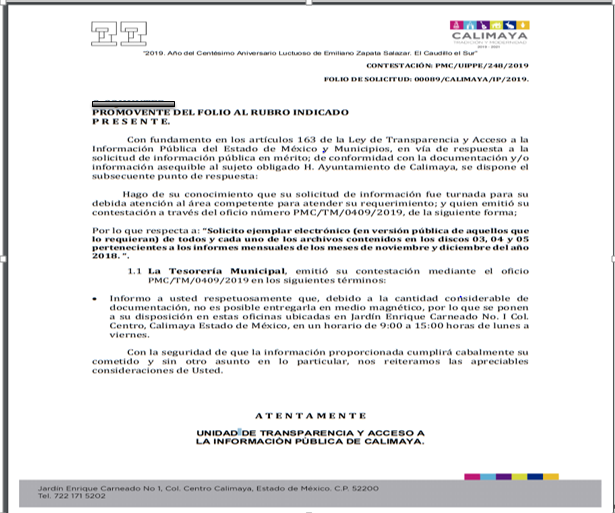 CALIMAYA
TRADICIÓN Y MODERNIDAD
2019 - 2021
"2019. Año del Centésimo Aniversario Luctuoso de Emiliano Zapata Salazar. El Caudillo el Sur"
CONTESTACIÓN: PMC/UIPPE/248/2019
FOLIO DE SOLICITUD: 00089/CALIMAYA/IP/2019.
PROMOVENTE DEL FOLIO AL RUBRO INDICADO
P R E S E N T E.
Con fundamento en los artículos 163 de la Ley de Transparencia y Acceso a la
Información Pública del Estado de México y Municipios, en vía de respuesta a la
solicitud de información pública en mérito; de conformidad con la documentación y/o
información asequible al sujeto obligado H. Ayuntamiento de Calimaya, se dispone el
subsecuente punto de respuesta:
Hago de su conocimiento que su solicitud de información fue turnada para su
debida atención al área competente para atender su requerimiento; y quien emitió su
contestación a través del oficio número PMC/TM/0409/2019, de la siguiente forma;
Por lo que respecta a: "Solicito ejemplar electrónico (en versión pública de aquellos
que lo requieran) de todos y cada uno de los archivos contenidos en los discos 03, 04 y 05
pertenecientes a los informes mensuales de los meses de noviembre y diciembre del año
2018. ".
1.1 La Tesorería Municipal, emitió su contestación mediante el oficio
PMC/TM/0409/2019 en los siguientes términos:
• Informo a usted respetuosamente que, debido a la cantidad considerable de
documentación, no es posible entregarla en medio magnético, por lo que se ponen
a su disposición en estas oficinas ubicadas en Jardín Enrique Carneado No. I Col.
Centro, Calimaya Estado de México, en un horario de 9:00 a 15:00 horas de lunes a
viernes.
Con la seguridad de que la información proporcionada cumplirá cabalmente su
cometido y sin otro asunto en lo particular, nos reiteramos las apreciables
consideraciones de Usted.
A T E N T A M E N T E
UNIDAD DE TRANSPARENCIA Y ACCESO A
LA INFORMACIÓN PÚBLICA DE CALIMAYA.
Jardín Enrique Carneado No 1, Col. Centro Calimaya, Estado de México. C.P. 52200
Tel. 722 171 5202